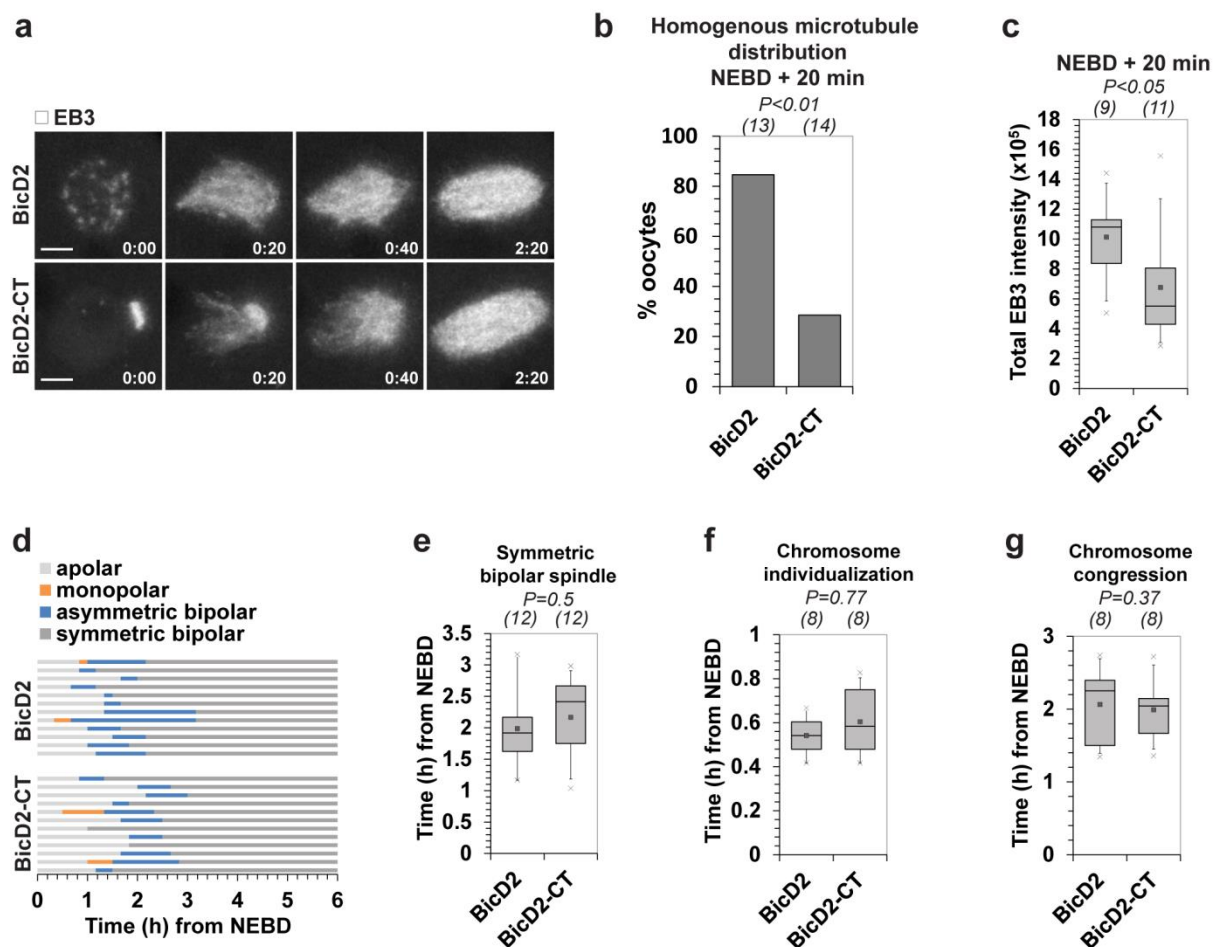 a
EB3
BicD2
0:00
0:20
0:40
2:20
BicD2-CT
0:00
0:20
0:40
2:20
b
Homogenous microtubule
distribution
NEBD + 20 min
P<0.01
(13) (14)
% oocytes
100
80
60
40
20
0
BicD2
BicD2-CT
c
NEBD + 20 min
P<0.05
(9) (11)
Total EB3 intensity (x10⁵)
18
16
14
12
10
8
6
4
2
0
BicD2
BicD2-CT
d
apolar
monopolar
asymmetric bipolar
symmetric bipolar
BicD2
BicD2-CT
0 1 2 3 4 5 6
Time (h) from NEBD
e
Symmetric
bipolar spindle
P=0.5
(12) (12)
Time (h) from NEBD
3.5
3
2.5
2
1.5
1
0.5
0
BicD2
BicD2-CT
f
Chromosome
individualization
P=0.77
(8) (8)
Time (h) from NEBD
1
0.8
0.6
0.4
0.2
0
BicD2
BicD2-CT
g
Chromosome
congression
P=0.37
(8) (8)
Time (h) from NEBD
3
2
1
0
BicD2
BicD2-CT